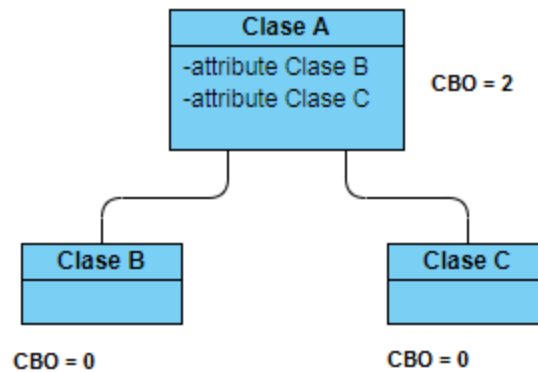 Clase A
-attribute Clase B
-attribute Clase C
CBO = 2
Clase B
Clase C
CBO = 0
CBO = 0